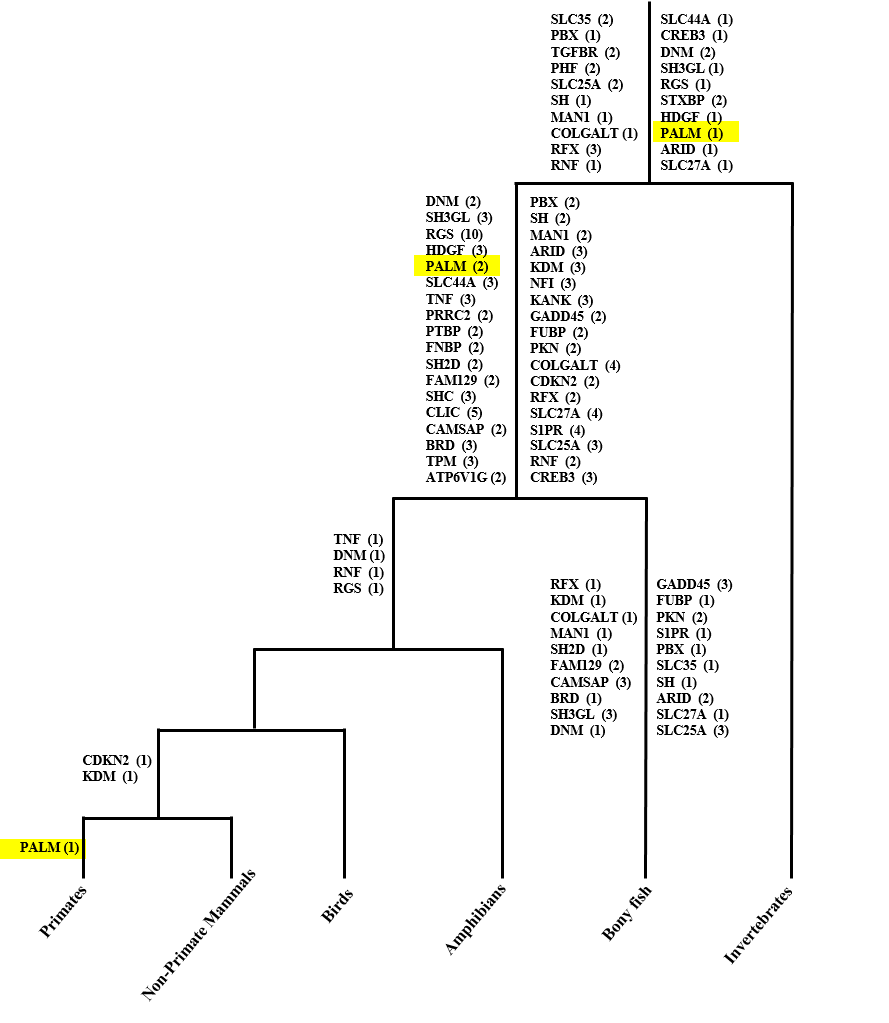 SLC35 (2)
PBX (1)
TGFBR (2)
PHF (2)
SLC25A (2)
SH (1)
MAN1 (1)
COLGALT (1)
RFX (3)
RNF (1)
SLC44A (1)
CREB3 (1)
DNM (2)
SH3GL (1)
RGS (1)
STXBP (2)
HDGF (1)
PALM (1)
ARID (1)
SLC27A (1)
DNM (2)
SH3GL (3)
RGS (10)
HDGF (3)
PALM (2)
SLC44A (3)
TNF (3)
PRRC2 (2)
PTBP (2)
FNBP (2)
SH2D (2)
FAM129 (2)
SHC (3)
CLIC (5)
CAMSAP (2)
BRD (3)
TPM (3)
ATP6V1G (2)
PBX (2)
SH (2)
MAN1 (2)
ARID (3)
KDM (3)
NFI (3)
KANK (3)
GADD45 (2)
FUBP (2)
PKN (2)
COLGALT (4)
CDKN2 (2)
RFX (2)
SLC27A (4)
S1PR (4)
SLC25A (3)
RNF (2)
CREB3 (3)
TNF (1)
DNM (1)
RNF (1)
RGS (1)
RFX (1)
KDM (1)
COLGALT (1)
MAN1 (1)
SH2D (1)
FAM129 (2)
CAMSAP (3)
BRD (1)
SH3GL (3)
DNM (1)
GADD45 (3)
FUBP (1)
PKN (2)
S1PR (1)
PBX (1)
SLC35 (1)
SH (1)
ARID (2)
SLC27A (1)
SLC25A (3)
CDKN2 (1)
KDM (1)
PALM (1)
Primates
Non-Primate Mammals
Birds
Amphibians
Bony fish
Invertebrates